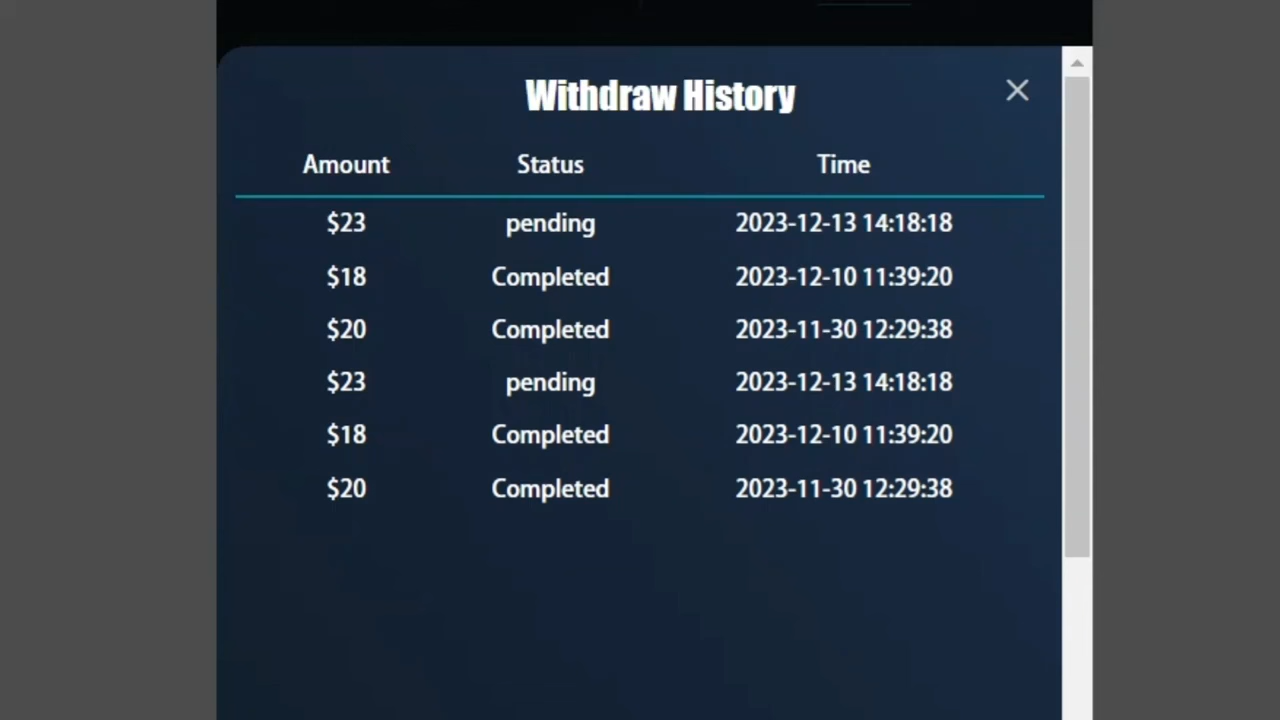 Withdraw History
Amount Status Time
$23 pending 2023-12-13 14:18:18
$18 Completed 2023-12-10 11:39:20
$20 Completed 2023-11-30 12:29:38
$23 pending 2023-12-13 14:18:18
$18 Completed 2023-12-10 11:39:20
$20 Completed 2023-11-30 12:29:38